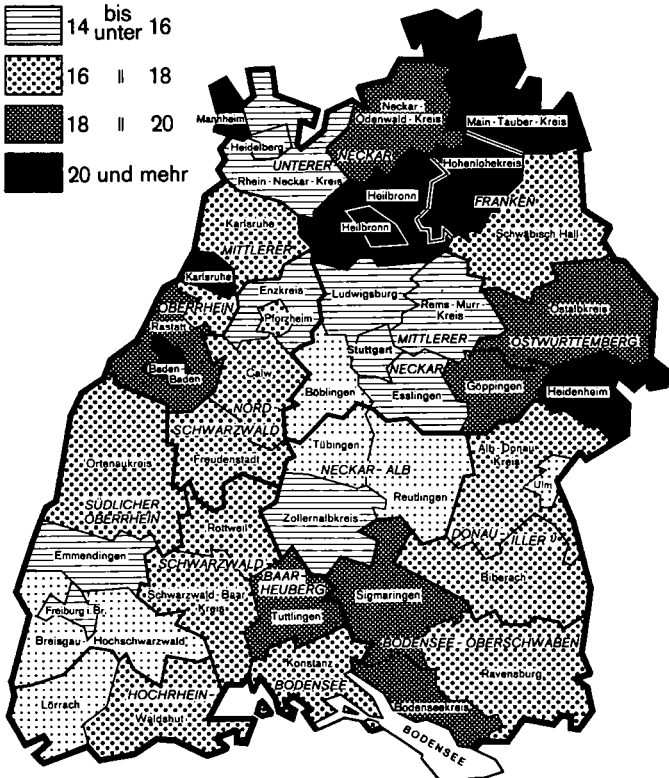 14 bis unter 16
16 " 18
18 " 20
20 und mehr
Mannheim
Neckar-
Odenwald-Kreis
Main-Tauber-Kreis
Heidelberg
UNTERER NECKAR
Rhein-Neckar-Kreis
Hohenlohekreis
Heilbronn
FRANKEN
Heilbronn
Karlsruhe
Schwäbisch Hall
MITTLERER
Karlsruhe
Enzkreis
Ludwigsburg
Rems-Murr-
Kreis
OBERRHEIN
Pforzheim
Ostalbkreis
Rastatt
Stuttgart
MITTLERER
OSTWÜRTTEMBERG
Baden-
Baden
Calw
NECKAR
Göppingen
Heidenheim
Böblingen
Esslingen
NORD
SCHWARZWALD
Tübingen
Alb-Donau-
Kreis
Ortenaukreis
Freudenstadt
NECKAR-ALB
Ulm
Reutlingen
SÜDLICHER
OBERRHEIN
Rottweil
Zollernalbkreis
DONAU-ILLER 1)
Emmendingen
SCHWARZWALD-
BAAR-
HEUBERG
Biberach
Schwarzwald-Baar-
Kreis
Sigmaringen
Freiburg i. Br.
Tuttlingen
Breisgau-Hochschwarzwald
BODENSEE-OBERSCHWABEN
Konstanz
Ravensburg
HOCHRHEIN
BODENSEE
Lörrach
Waldshut
Bodenseekreis
BODENSEE